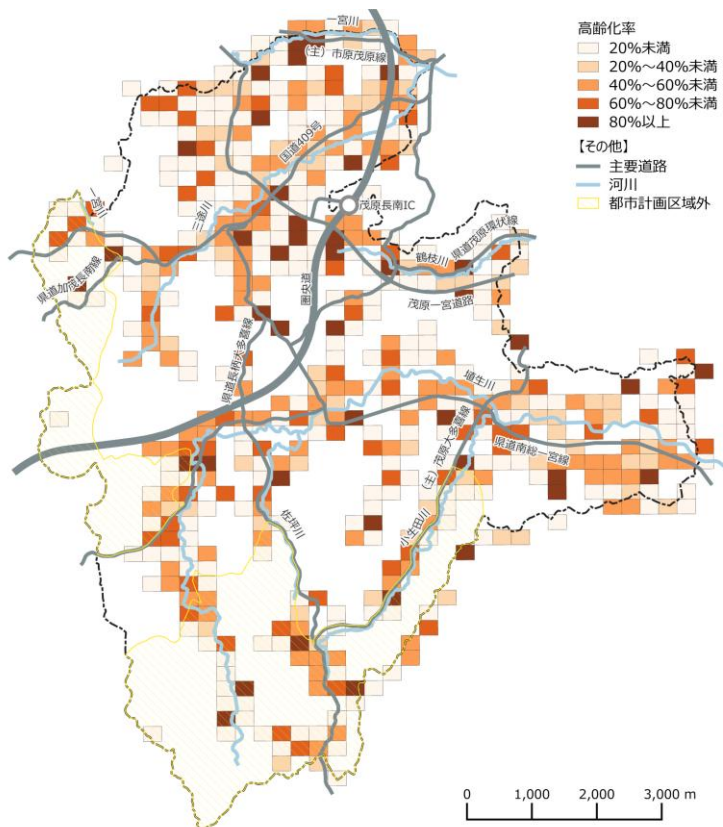 高齢化率
20%未満
20%～40%未満
40%～60%未満
60%～80%未満
80%以上
【その他】
主要道路
河川
都市計画区域外
一宮川
（主）市原茂原線
国道409号
茂原長南IC
一宮川
三途川
県道加茂長南線
鶴枝川
県道茂原環状線
圏央道
茂原一宮道路
県道長柄大多喜線
埴生川
（主）茂原大多喜線
県道南総一宮線
佐坪川
小生田川
0 1,000 2,000 3,000 m